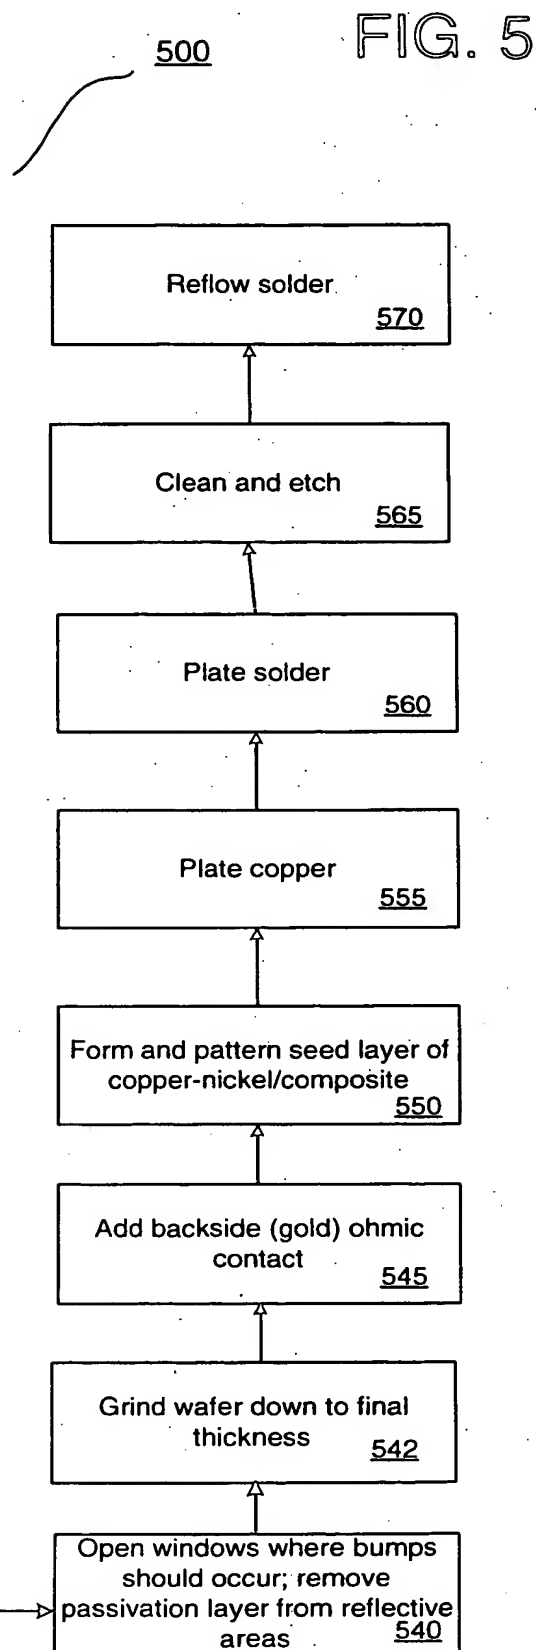 500
FIG. 5
Reflow solder
570
Clean and etch
565
Plate solder
560
Plate copper
555
Form and pattern seed layer of
copper-nickel/composite
550
Add backside (gold) ohmic
contact
545
Grind wafer down to final
thickness
542
Open windows where bumps
should occur; remove
passivation layer from reflective
areas
540